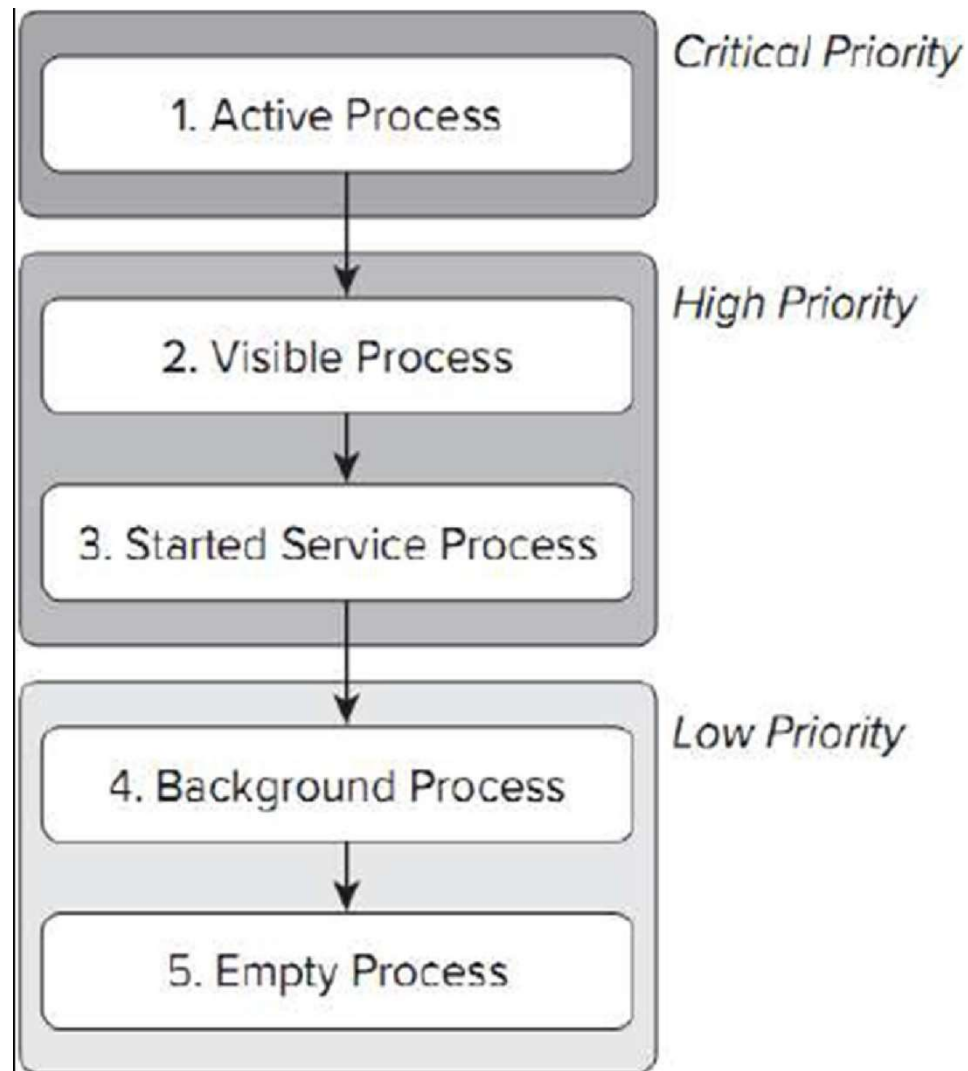 Critical Priority
1. Active Process
High Priority
2. Visible Process
3. Started Service Process
Low Priority
4. Background Process
5. Empty Process